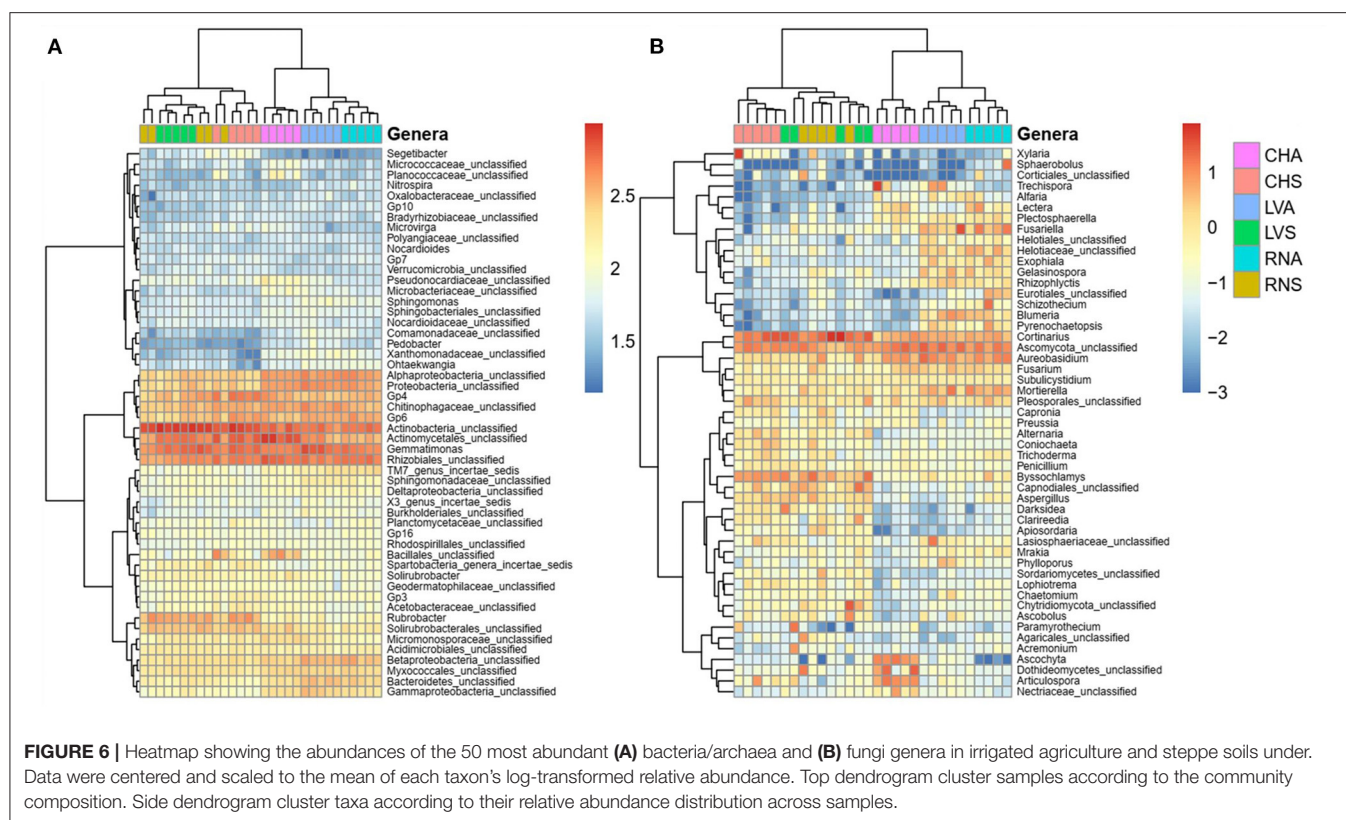 A
Genera
Segetibacter
Micrococcaceae_unclassified
Planococcaceae_unclassified
Nitrospira
Oxalobacteraceae_unclassified
Gp10
Bradyrhizobiaceae_unclassified
Microvirga
Polyangiaceae_unclassified
Nocardioides
Gp7
Verrucomicrobia_unclassified
Pseudonocardiaceae_unclassified
Microbacteriaceae_unclassified
Sphingomonas
Sphingobacteriales_unclassified
Nocardioidaceae_unclassified
Comamonadaceae_unclassified
Pedobacter
Xanthomonadaceae_unclassified
Ohtaekwangia
Alphaproteobacteria_unclassified
Proteobacteria_unclassified
Gp4
Chitinophagaceae_unclassified
Gp6
Actinobacteria_unclassified
Actinomycetales_unclassified
Gemmatimonas
Rhizobiales_unclassified
TM7_genus_incertae_sedis
Sphingomonadaceae_unclassified
Deltaproteobacteria_unclassified
X3_genus_incertae_sedis
Burkholderiales_unclassified
Planctomycetaceae_unclassified
Gp16
Rhodospirillales_unclassified
Bacillales_unclassified
Spartobacteria_genera_incertae_sedis
Solirubrobacter
Geodermatophilaceae_unclassified
Gp3
Acetobacteraceae_unclassified
Rubrobacter
Solirubrobacterales_unclassified
Micromonosporaceae_unclassified
Acidimicrobiales_unclassified
Betaproteobacteria_unclassified
Myxococcales_unclassified
Bacteroidetes_unclassified
Gammaproteobacteria_unclassified
2.5
2
1.5
B
Genera
Xylaria
Sphaerobolus
Corticiales_unclassified
Trechispora
Alfaria
Lectera
Plectosphaerella
Fusariella
Helotiales_unclassified
Helotiaceae_unclassified
Exophiala
Gelasinospora
Rhizophlyctis
Eurotiales_unclassified
Schizothecium
Blumeria
Pyrenochaetopsis
Cortinarius
Ascomycota_unclassified
Aureobasidium
Fusarium
Subulicystidium
Mortierella
Pleosporales_unclassified
Capronia
Preussia
Alternaria
Coniochaeta
Trichoderma
Penicillium
Byssochlamys
Capnodiales_unclassified
Aspergillus
Darksidea
Clarireedia
Apiosordaria
Lasiosphaeriaceae_unclassified
Mrakia
Phylloporus
Sordariomycetes_unclassified
Lophiotrema
Chaetomium
Chytridiomycota_unclassified
Ascobolus
Paramyrothecium
Agaricales_unclassified
Acremonium
Ascochyta
Dothideomycetes_unclassified
Articulospora
Nectriaceae_unclassified
1
0
−1
−2
−3
CHA
CHS
LVA
LVS
RNA
RNS
FIGURE 6 | Heatmap showing the abundances of the 50 most abundant (A) bacteria/archaea and (B) fungi genera in irrigated agriculture and steppe soils under.
Data were centered and scaled to the mean of each taxon's log-transformed relative abundance. Top dendrogram cluster samples according to the community
composition. Side dendrogram cluster taxa according to their relative abundance distribution across samples.